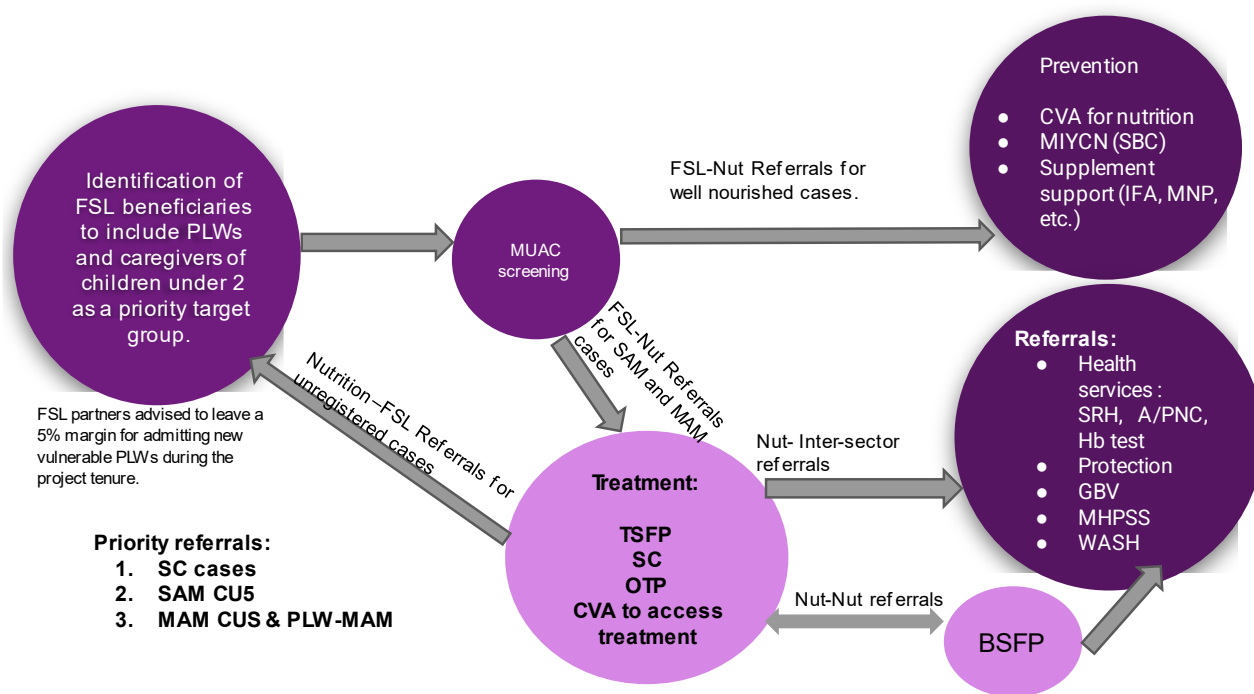 Identification of
FSL beneficiaries
to include PLWs
and caregivers of
children under 2
as a priority target
group.
MUAC
screening
FSL-Nut Referrals for
well nourished cases.
Prevention
● CVA for nutrition
● MIYCN (SBC)
● Supplement
support (IFA, MNP,
etc.)
FSL-Nut Referrals
for SAM and MAM
cases
Nutrition–FSL Referrals for
unregistered cases
FSL partners advised to leave a
5% margin for admitting new
vulnerable PLWs during the
project tenure.
Priority referrals:
1. SC cases
2. SAM CU5
3. MAM CUS & PLW-MAM
Treatment:
TSFP
SC
OTP
CVA to access
treatment
Nut- Inter-sector
referrals
Referrals:
● Health
services :
SRH, A/PNC,
Hb test
● Protection
● GBV
● MHPSS
● WASH
Nut-Nut referrals
BSFP